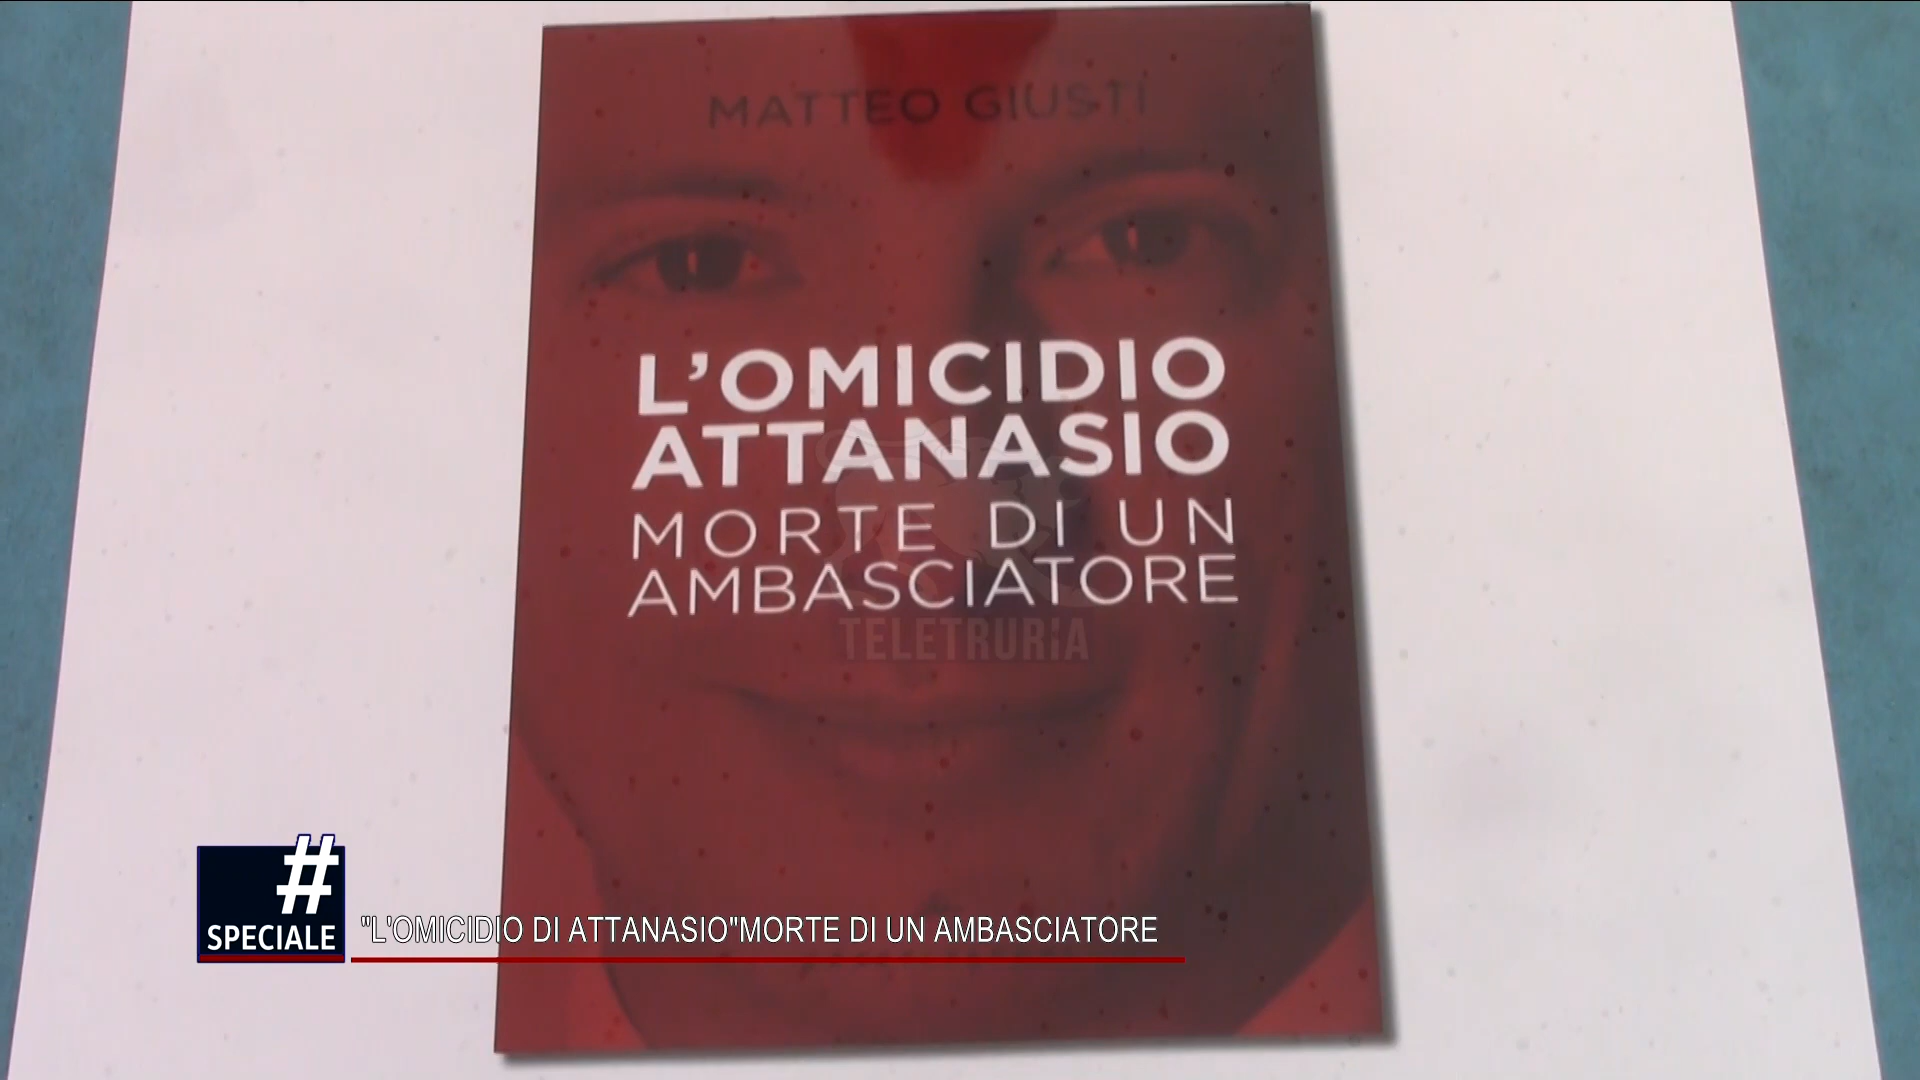 MATTEO GIUSTI
L'OMICIDIO
ATTANASIO
MORTE DI UN
AMBASCIATORE
TELETRURIA
#
SPECIALE
"L'OMICIDIO DI ATTANASIO"MORTE DI UN AMBASCIATORE